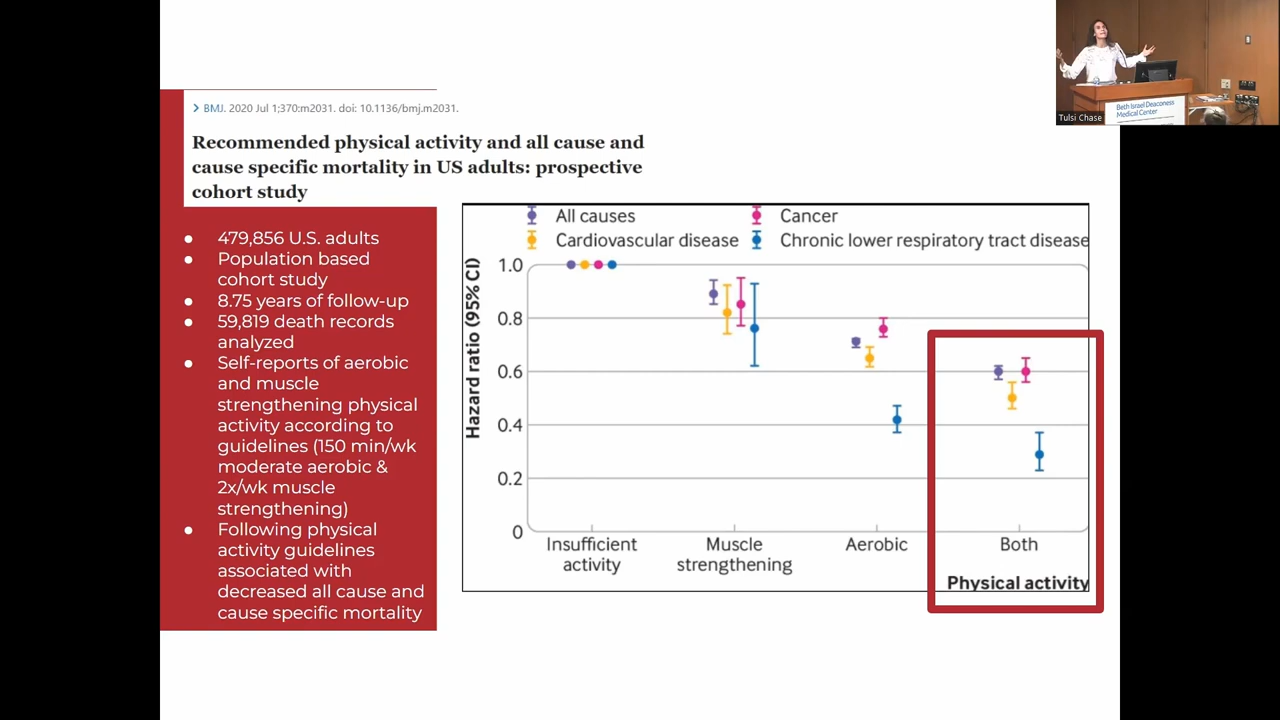 > BMJ. 2020 Jul 1;370:m2031. doi: 10.1136/bmj.m2031.
Recommended physical activity and all cause and
cause specific mortality in US adults: prospective
cohort study
● 479,856 U.S. adults
● Population based
cohort study
● 8.75 years of follow-up
● 59,819 death records
analyzed
● Self-reports of aerobic
and muscle
strengthening physical
activity according to
guidelines (150 min/wk
moderate aerobic &
2x/wk muscle
strengthening)
● Following physical
activity guidelines
associated with
decreased all cause and
cause specific mortality
All causes
Cancer
Cardiovascular disease
Chronic lower respiratory tract disease
Hazard ratio (95% CI)
1.0
0.8
0.6
0.4
0.2
0
Insufficient
activity
Muscle
strengthening
Aerobic
Both
Physical activity
Beth Israel Deaconess
Medical Center
Tulsi Chase